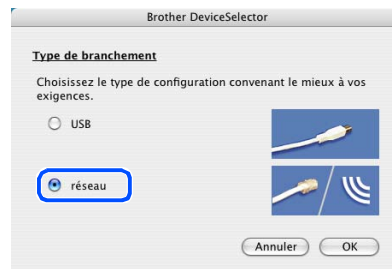 Brother DeviceSelector
Type de branchement
Choisissez le type de configuration convenant le mieux à vos
exigences.
USB
réseau
Annuler OK